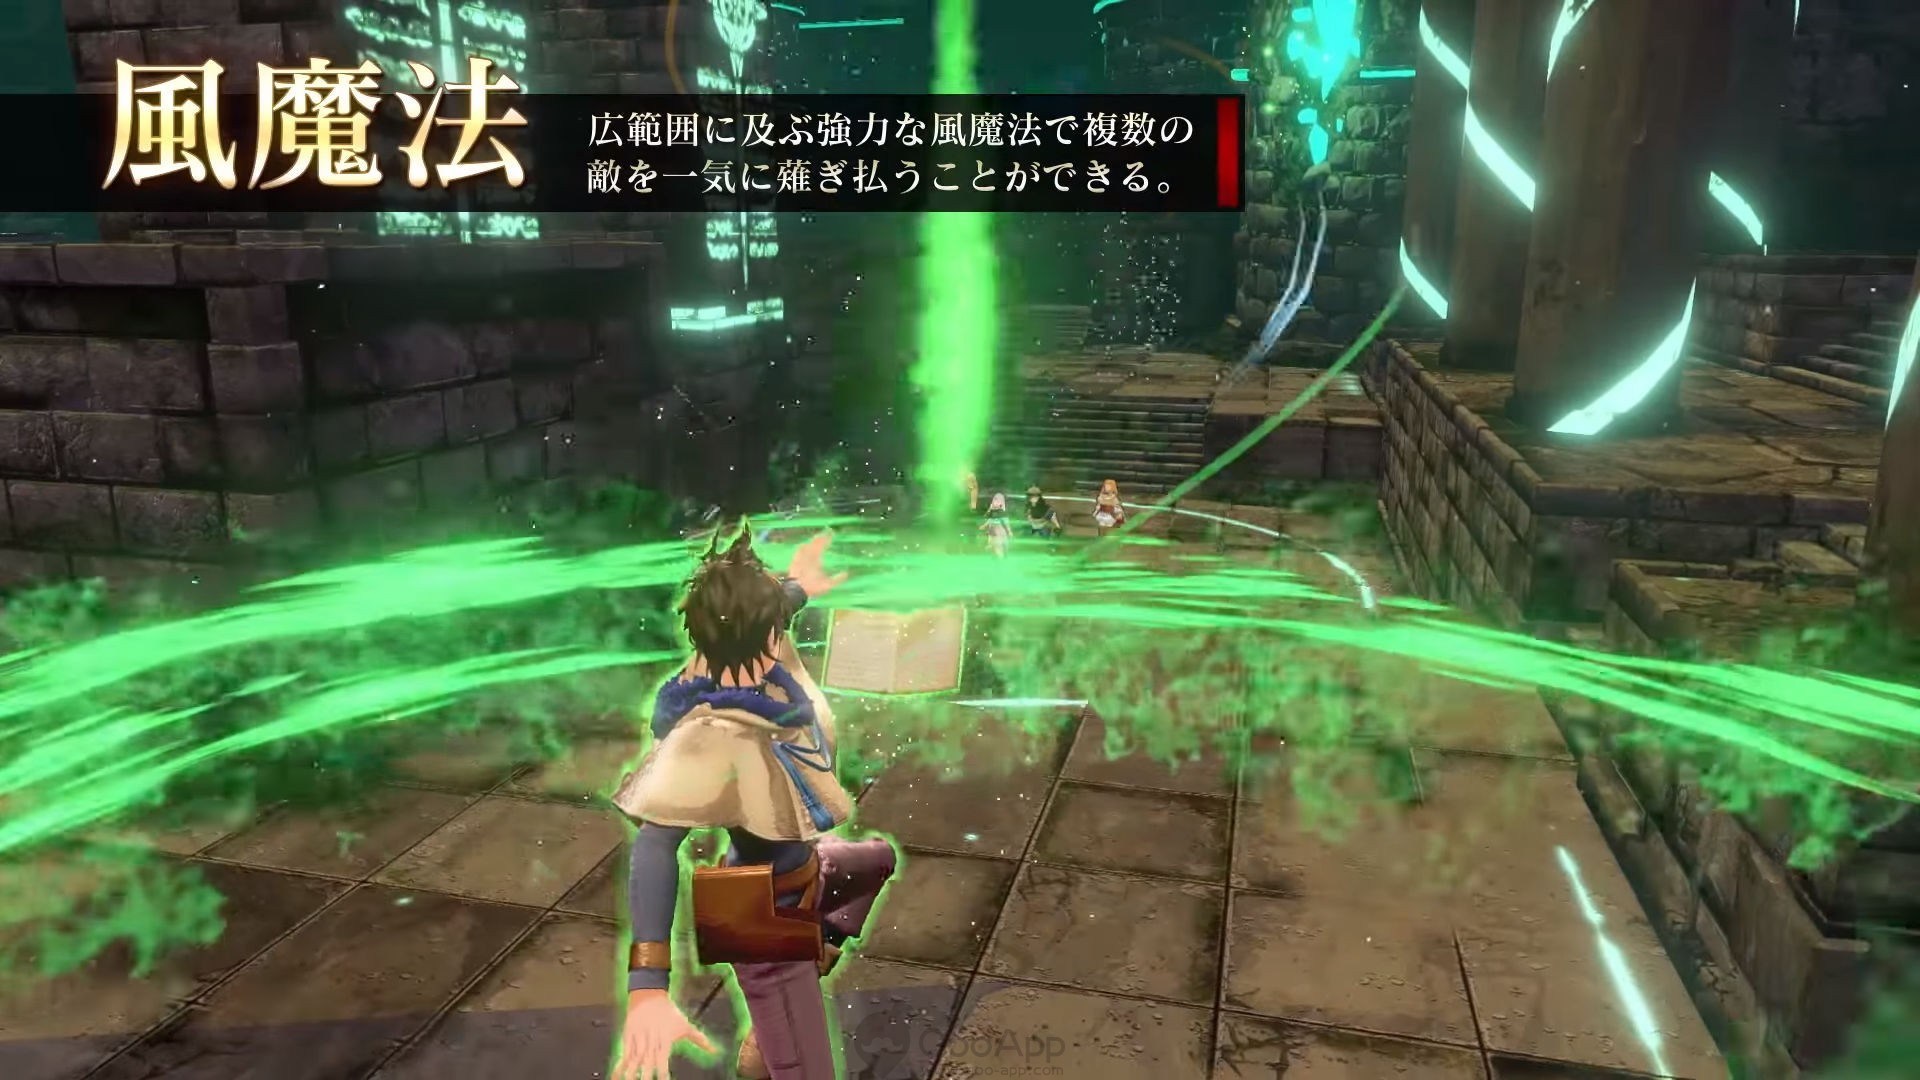 風魔法
広範囲に及ぶ強力な風魔法で複数の
敵を一気に薙ぎ払うことができる。
QooApp